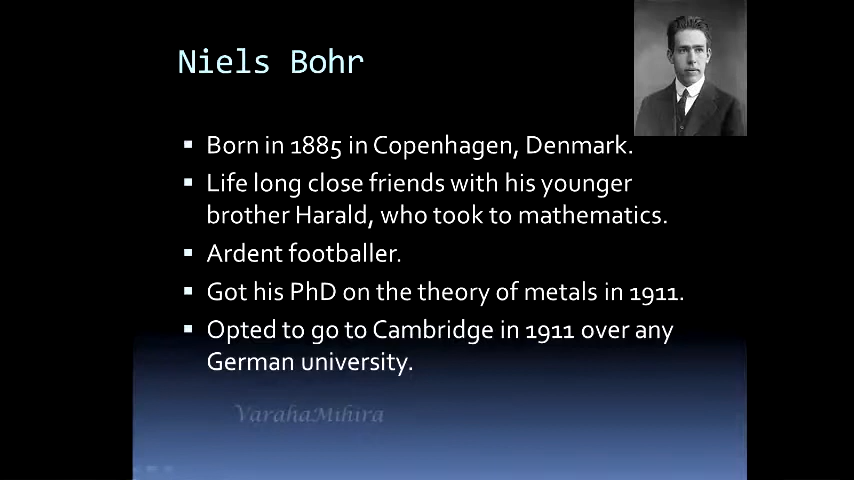 Niels Bohr
Born in 1885 in Copenhagen, Denmark.
Life long close friends with his younger
brother Harald, who took to mathematics.
Ardent footballer.
Got his PhD on the theory of metals in 1911.
Opted to go to Cambridge in 1911 over any
German university.
VarahaMihira